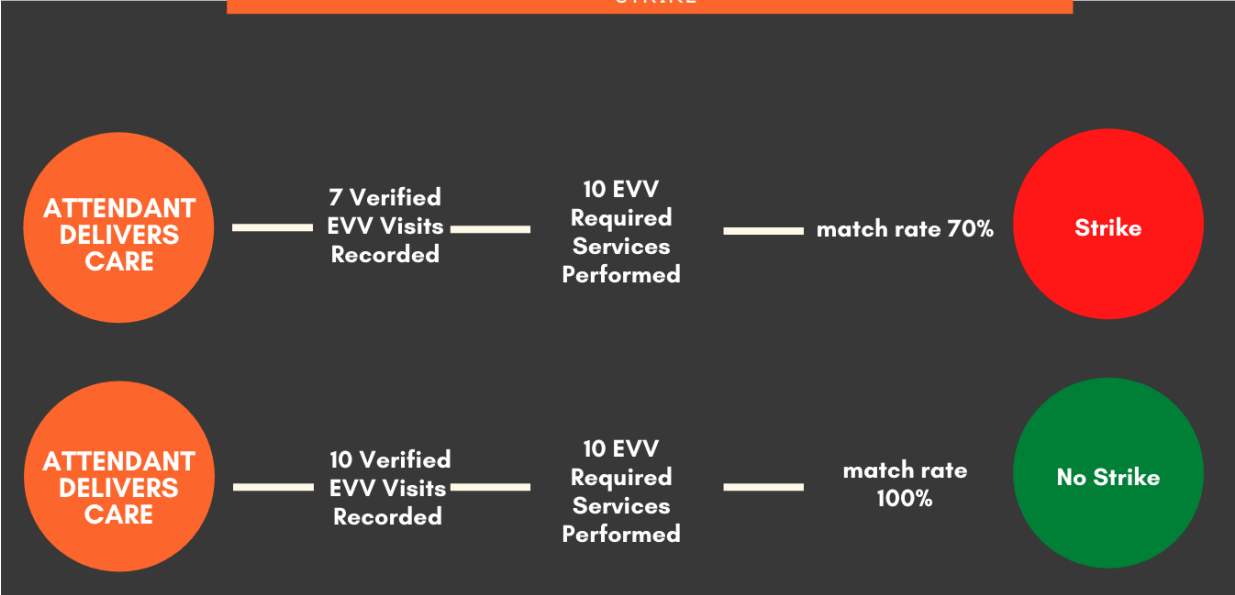 STRIKE
ATTENDANT
DELIVERS
CARE
7 Verified
EVV Visits
Recorded
10 EVV
Required
Services
Performed
match rate 70%
Strike
ATTENDANT
DELIVERS
CARE
10 Verified
EVV Visits
Recorded
10 EVV
Required
Services
Performed
match rate
100%
No Strike